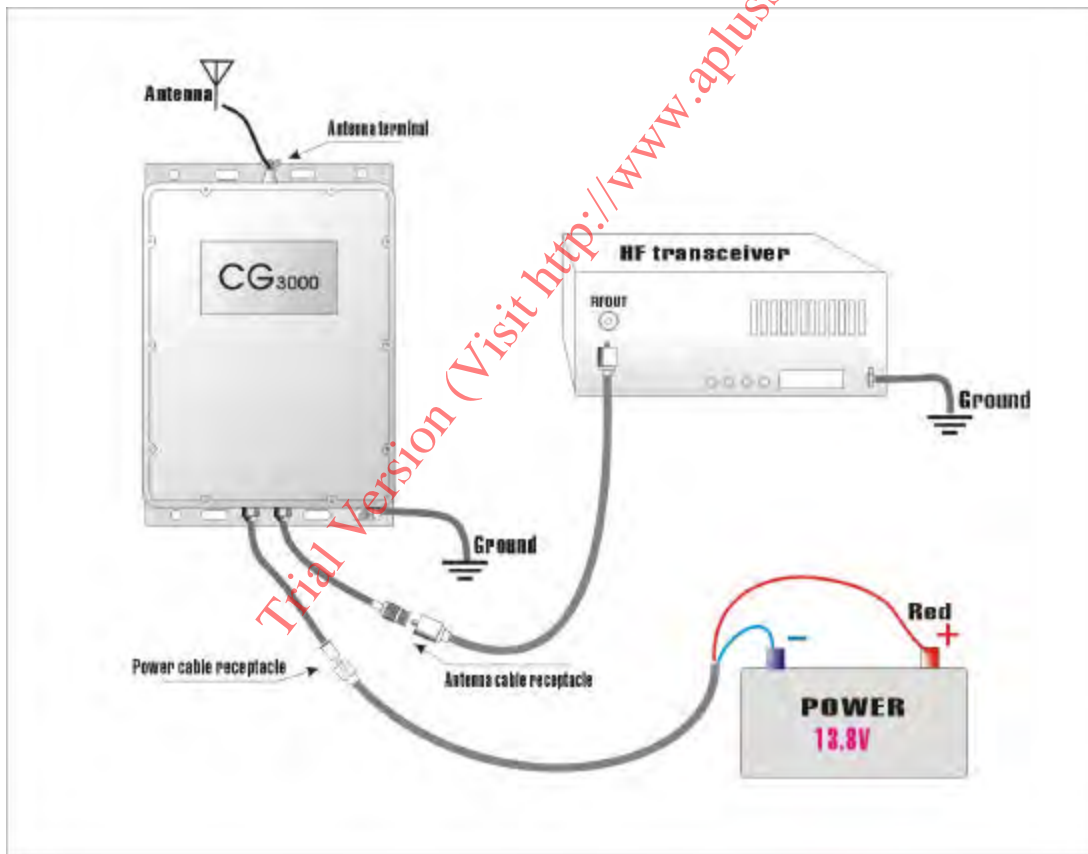 Antenna
Antenna terminal
CG3000
HF transceiver
RFOUT
Ground
Ground
Power cable receptacle
Antenna cable receptacle
Red
− +
POWER
13.8V
Trial Version (Visit http://www.apluss